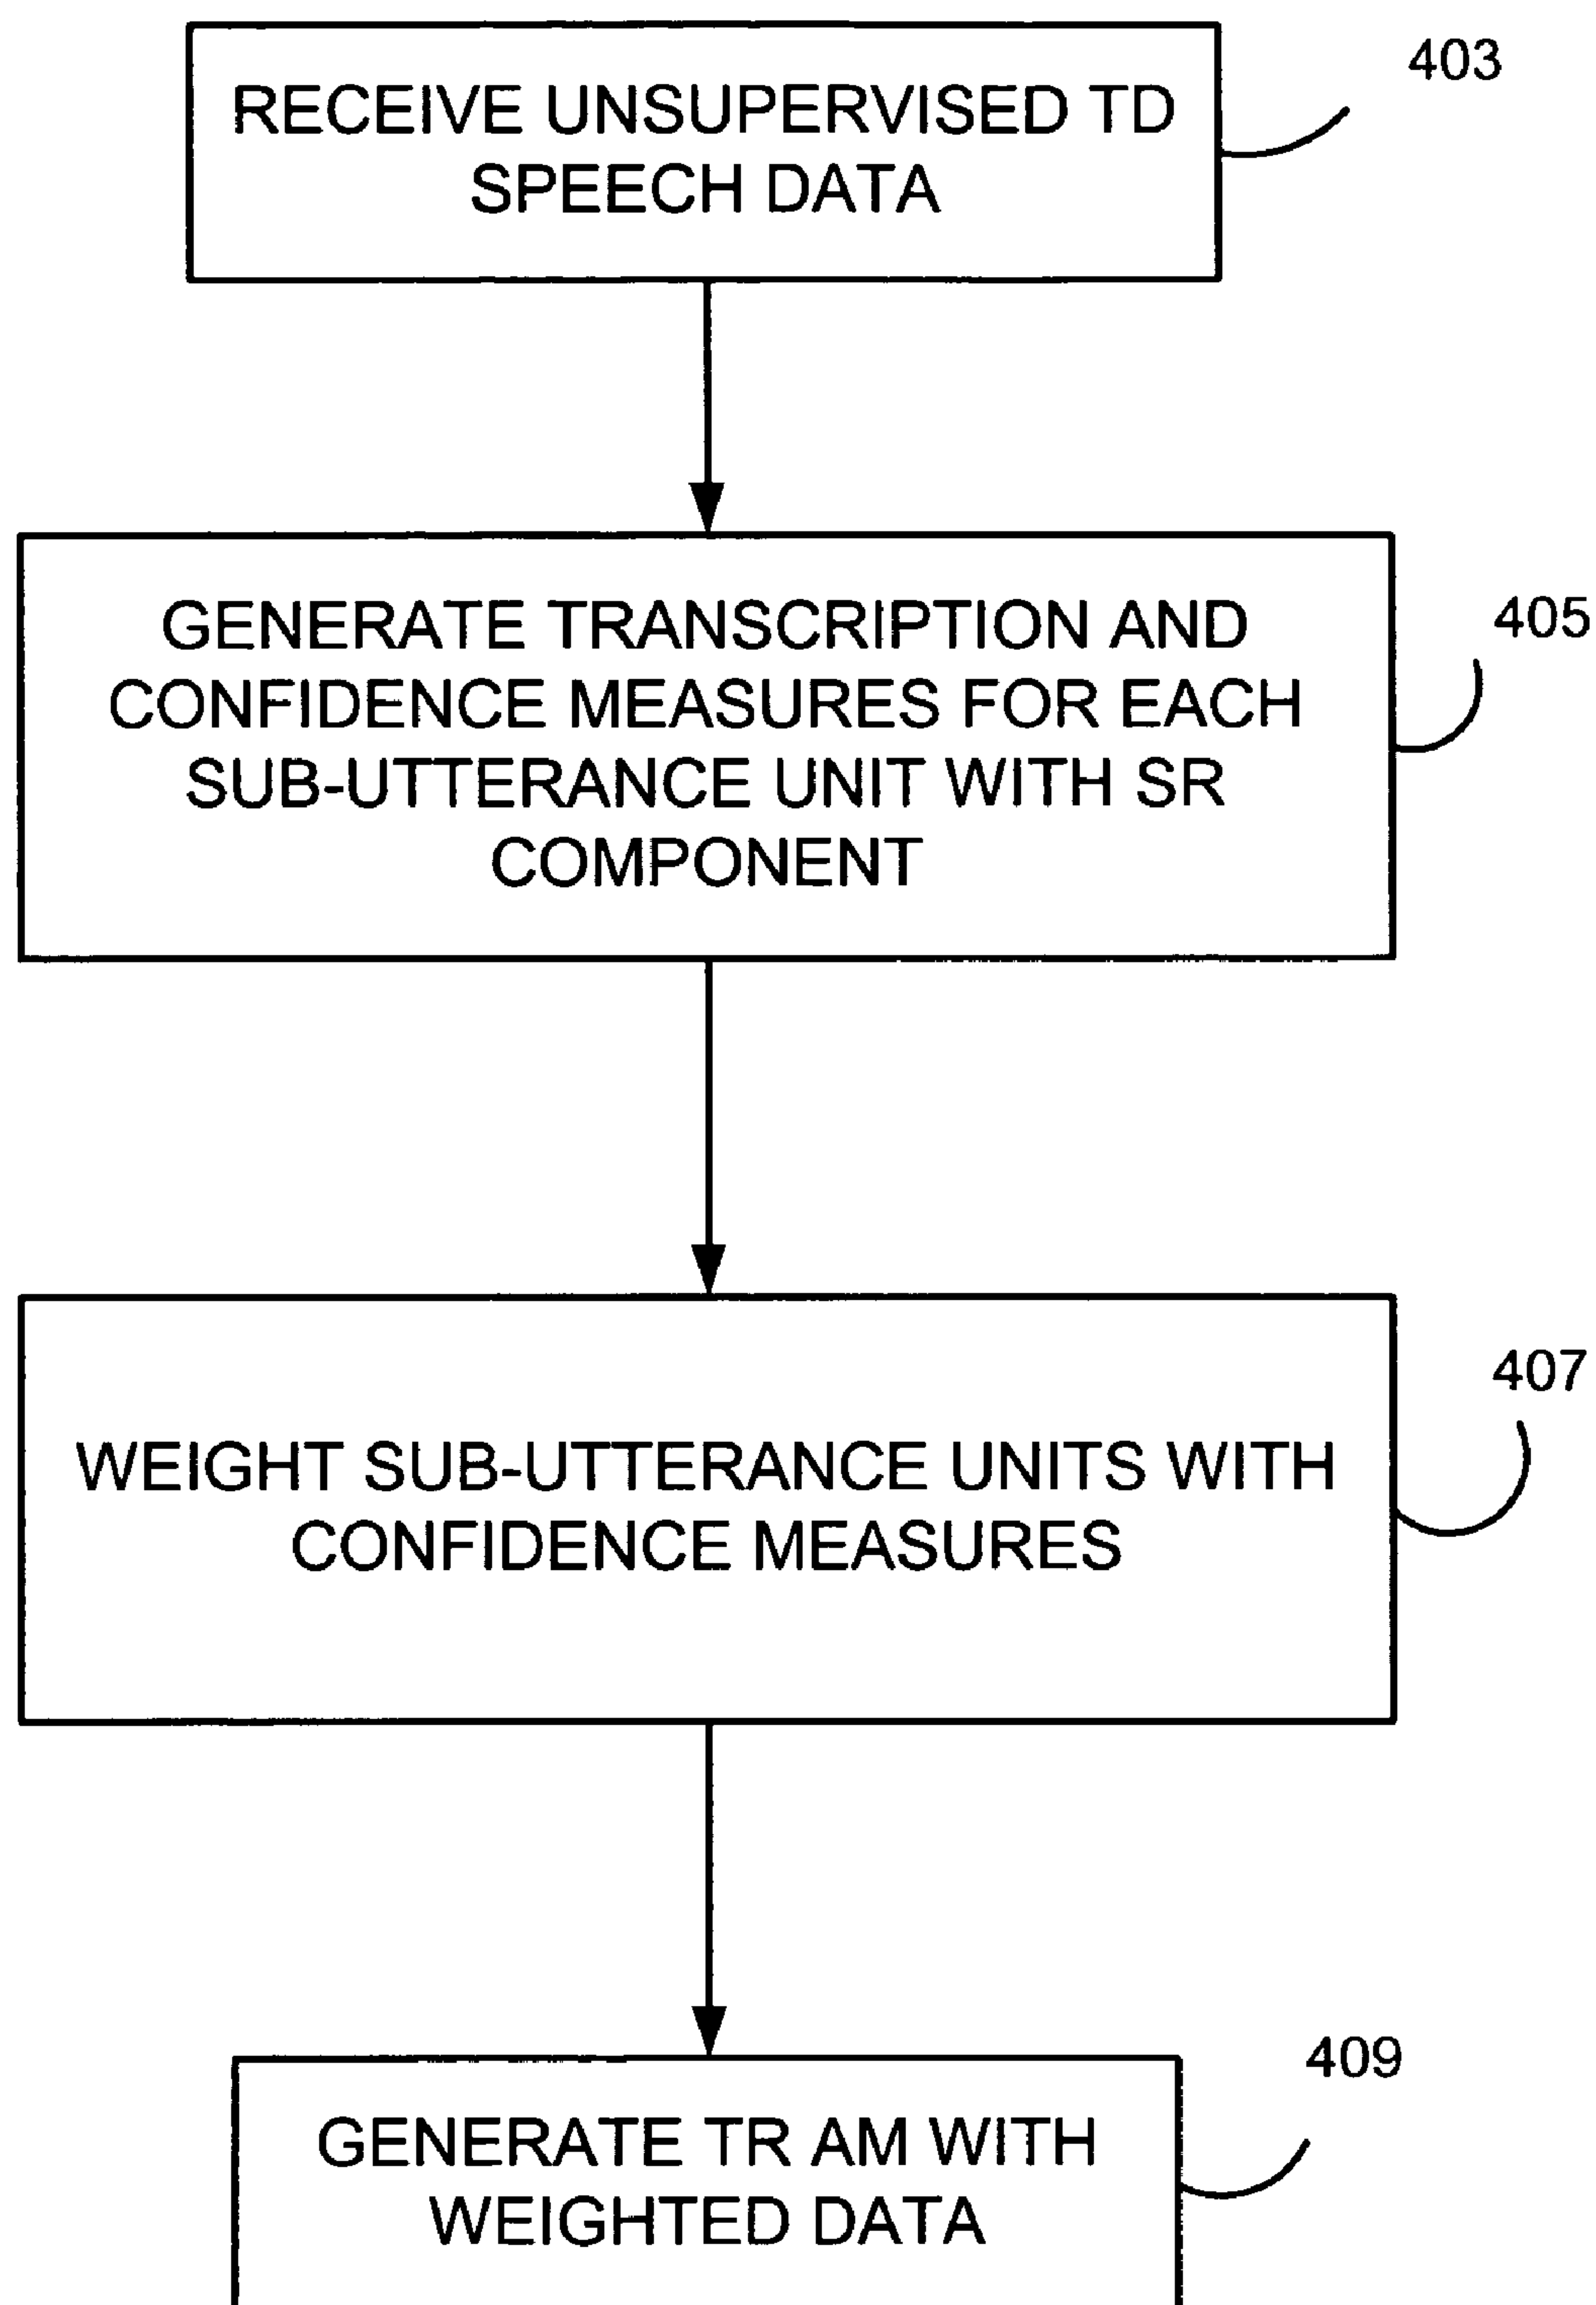 403
RECEIVE UNSUPERVISED TD
SPEECH DATA
405
GENERATE TRANSCRIPTION AND
CONFIDENCE MEASURES FOR EACH
SUB-UTTERANCE UNIT WITH SR
COMPONENT
407
WEIGHT SUB-UTTERANCE UNITS WITH
CONFIDENCE MEASURES
409
GENERATE TR AM WITH
WEIGHTED DATA